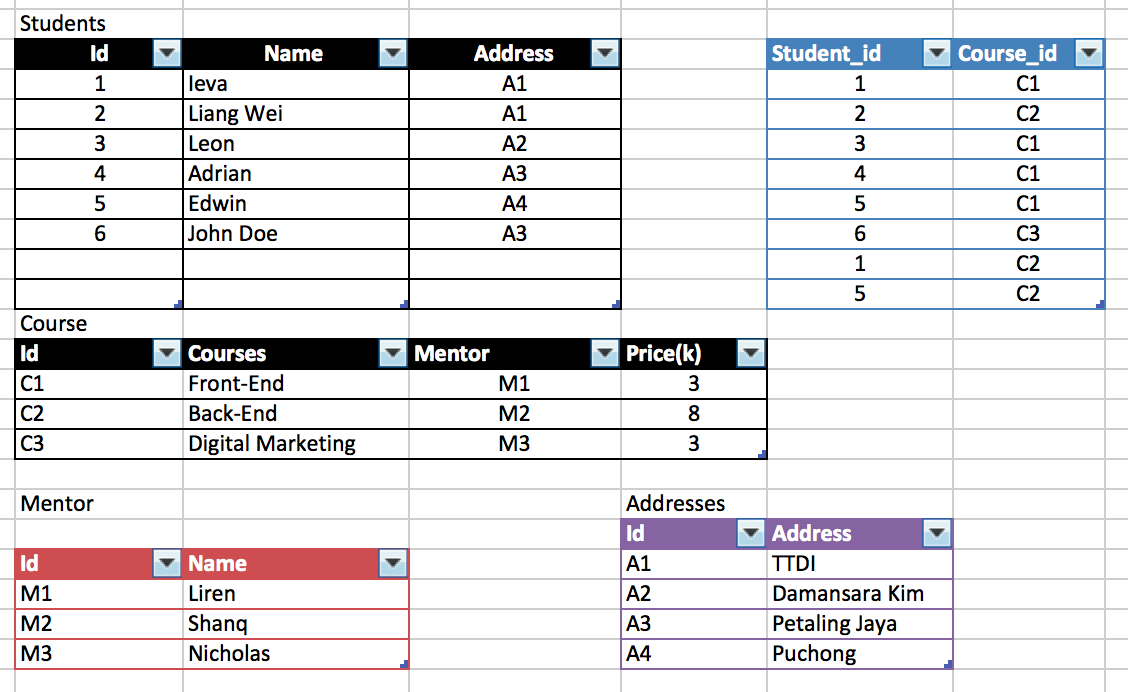 Students
Id Name Address Student_id Course_id
1 Ieva A1 1 C1
2 Liang Wei A1 2 C2
3 Leon A2 3 C1
4 Adrian A3 4 C1
5 Edwin A4 5 C1
6 John Doe A3 6 C3
1 C2
5 C2
Course
Id Courses Mentor Price(k)
C1 Front-End M1 3
C2 Back-End M2 8
C3 Digital Marketing M3 3
Mentor Addresses
Id Address
Id Name A1 TTDI
M1 Liren A2 Damansara Kim
M2 Shanq A3 Petaling Jaya
M3 Nicholas A4 Puchong